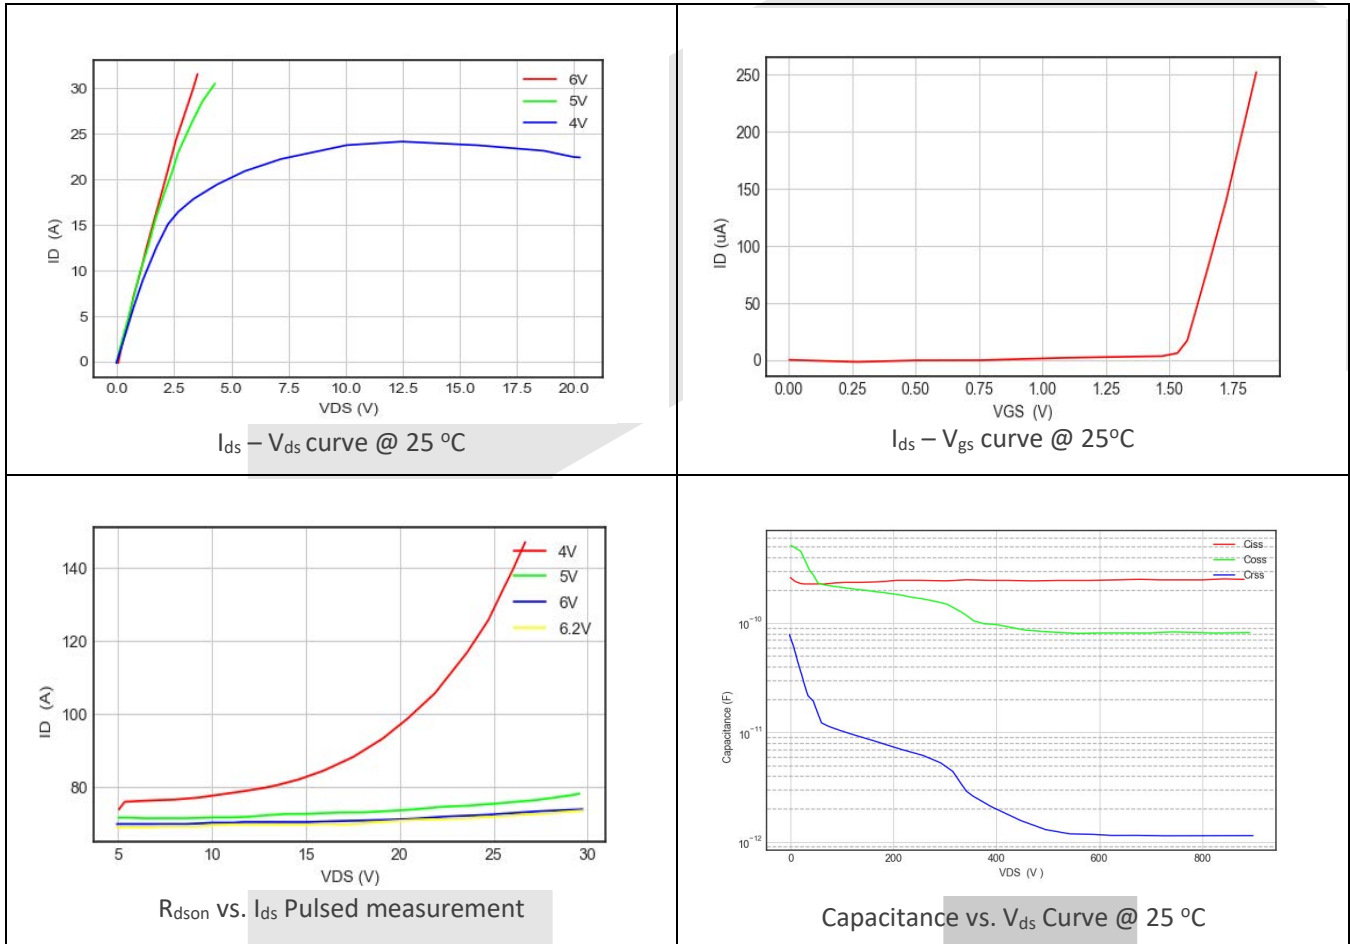 6V
5V
4V
30
25
20
15
10
5
0
ID (A)
0.0 2.5 5.0 7.5 10.0 12.5 15.0 17.5 20.0
VDS (V)
Ids – Vds curve @ 25 °C
250
200
150
100
50
0
ID (uA)
0.00 0.25 0.50 0.75 1.00 1.25 1.50 1.75
VGS (V)
Ids – Vgs curve @ 25°C
4V
5V
6V
6.2V
140
120
100
80
ID (A)
5 10 15 20 25 30
VDS (V)
Rdson vs. Ids Pulsed measurement
Ciss
Coss
Crss
10⁻¹⁰
10⁻¹¹
10⁻¹²
Capacitance (F)
0 200 400 600 800
VDS (V )
Capacitance vs. Vds Curve @ 25 °C